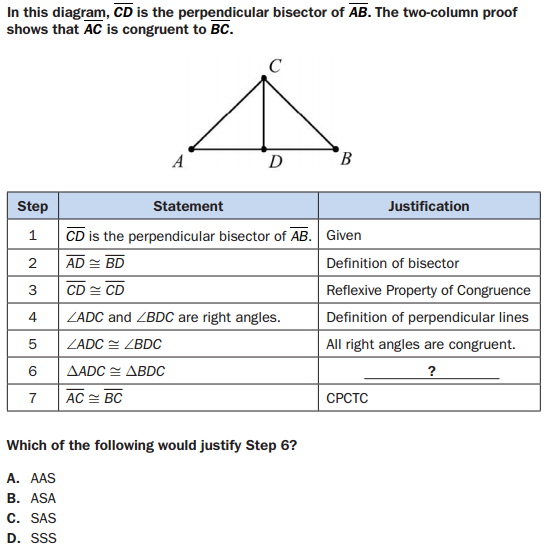 In this diagram, CD is the perpendicular bisector of AB. The two-column proof
shows that AC is congruent to BC.
C
A D B
Step Statement Justification
1 CD is the perpendicular bisector of AB. Given
2 AD ≅ BD Definition of bisector
3 CD ≅ CD Reflexive Property of Congruence
4 ∠ADC and ∠BDC are right angles. Definition of perpendicular lines
5 ∠ADC ≅ ∠BDC All right angles are congruent.
6 ΔADC ≅ ΔBDC ?
7 AC ≅ BC CPCTC
Which of the following would justify Step 6?
A. AAS
B. ASA
C. SAS
D. SSS